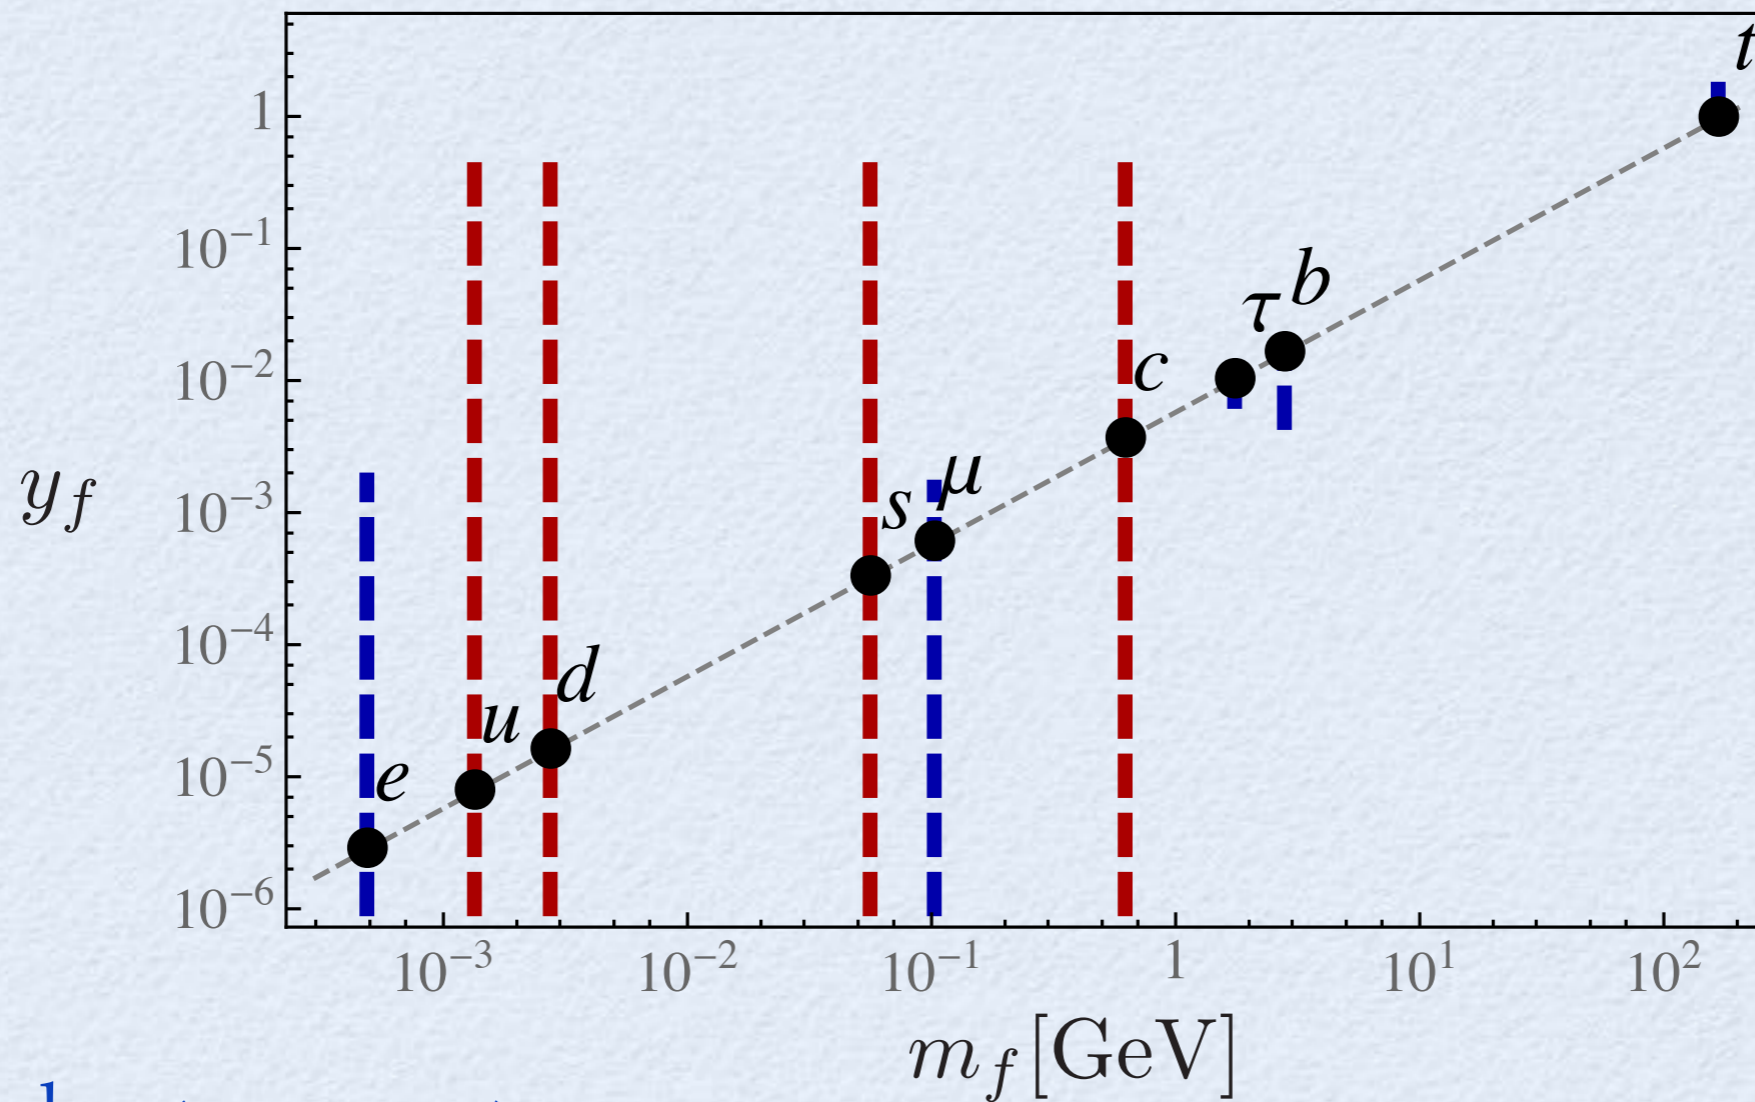 t
1
10⁻¹
b
τ
10⁻²
c
y_f
μ
10⁻³
s
10⁻⁴
d
u
10⁻⁵
e
10⁻⁶
10⁻³ 10⁻² 10⁻¹ 1 10¹ 10²
m_f [GeV]